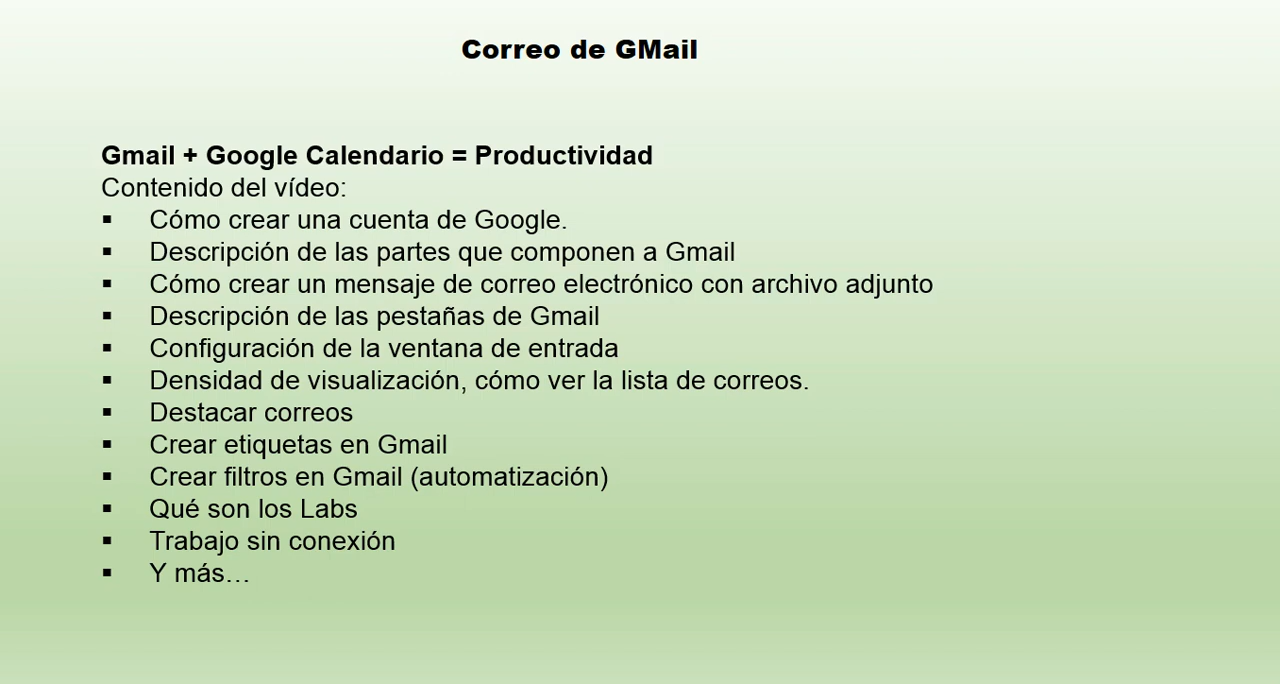 Correo de GMail
Gmail + Google Calendario = Productividad
Contenido del vídeo:
▪ Cómo crear una cuenta de Google.
▪ Descripción de las partes que componen a Gmail
▪ Cómo crear un mensaje de correo electrónico con archivo adjunto
▪ Descripción de las pestañas de Gmail
▪ Configuración de la ventana de entrada
▪ Densidad de visualización, cómo ver la lista de correos.
▪ Destacar correos
▪ Crear etiquetas en Gmail
▪ Crear filtros en Gmail (automatización)
▪ Qué son los Labs
▪ Trabajo sin conexión
▪ Y más…